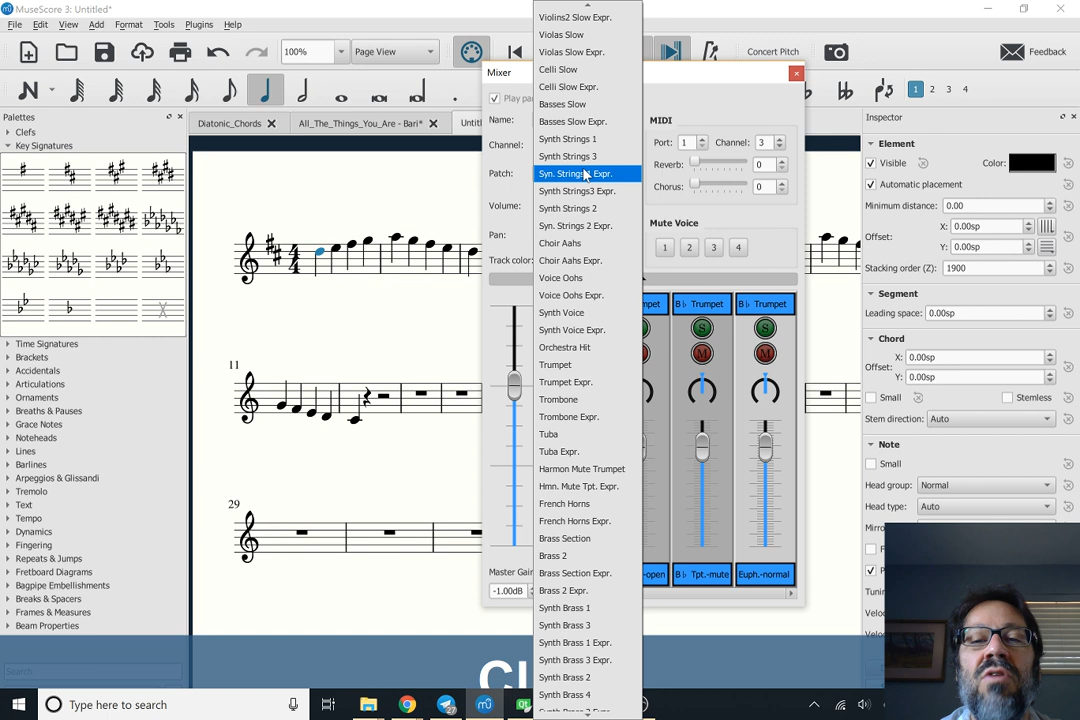 MuseScore 3: Untitled*
File Edit View Add Format Tools Plugins Help
100% Page View Concert Pitch Feedback
1 2 3 4
Palettes
Clefs
Key Signatures
Time Signatures
Brackets
Accidentals
Articulations
Ornaments
Breaths & Pauses
Grace Notes
Noteheads
Lines
Barlines
Arpeggios & Glissandi
Tremolo
Text
Tempo
Dynamics
Fingering
Repeats & Jumps
Fretboard Diagrams
Bagpipe Embellishments
Breaks & Spacers
Frames & Measures
Beam Properties
Search
Diatonic_Chords All_The_Things_You_Are - Bari*
11
29
Mixer
Name:
Channel:
Patch:
Volume:
Pan:
Track color:
Master Gain
-1.00dB
Violins2 Slow Expr.
Violas Slow
Violas Slow Expr.
Celli Slow
Celli Slow Expr.
Basses Slow
Basses Slow Expr.
Synth Strings 1
Synth Strings 3
Syn. Strings 1 Expr.
Synth Strings3 Expr.
Synth Strings 2
Syn. Strings 2 Expr.
Choir Aahs
Choir Aahs Expr.
Voice Oohs
Voice Oohs Expr.
Synth Voice
Synth Voice Expr.
Orchestra Hit
Trumpet
Trumpet Expr.
Trombone
Trombone Expr.
Tuba
Tuba Expr.
Harmon Mute Trumpet
Hmn. Mute Tpt. Expr.
French Horns
French Horns Expr.
Brass Section
Brass 2
Brass Section Expr.
Brass 2 Expr.
Synth Brass 1
Synth Brass 3
Synth Brass 1 Expr.
Synth Brass 3 Expr.
Synth Brass 2
Synth Brass 4
MIDI
Port: 1 Channel: 3
Reverb: 0
Chorus: 0
Mute Voice
1 2 3 4
B♭ Trumpet B♭ Trumpet
S S
M M
-open B♭ Tpt.-mute Euph-normal
Inspector
Element
Visible Color:
Automatic placement
Minimum distance: 0.00
Offset: X: 0.00sp
Y: 0.00sp
Stacking order (Z): 1900
Segment
Leading space: 0.00sp
Chord
Offset: X: 0.00sp
Y: 0.00sp
Small Stemless
Stem direction: Auto
Note
Small
Head group: Normal
Head type: Auto
Type here to search
27